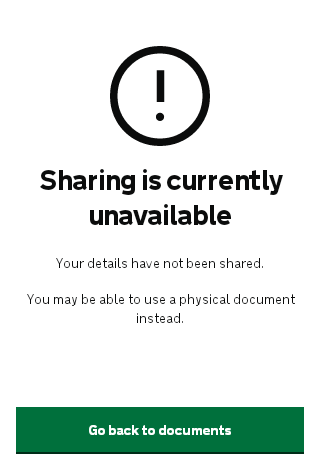 Sharing is currently
unavailable
Your details have not been shared.
You may be able to use a physical document
instead.
Go back to documents